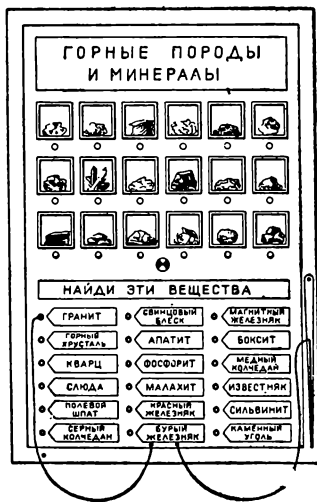 ГОРНЫЕ ПОРОДЫ
И МИНЕРАЛЫ
НАЙДИ ЭТИ ВЕЩЕСТВА
ГРАНИТ
СВИНЦОВЫЙ
БЛЕСК
МАГНИТНЫЙ
ЖЕЛЕЗНЯК
ГОРНЫЙ
ХРУСТАЛЬ
АПАТИТ
БОКСИТ
КВАРЦ
ФОСФОРИТ
МЕДНЫЙ
КОЛЧЕДАН
СЛЮДА
МАЛАХИТ
ИЗВЕСТНЯК
ПОЛЕВОЙ
ШПАТ
КРАСНЫЙ
ЖЕЛЕЗНЯК
СИЛЬВИНИТ
СЕРНЫЙ
КОЛЧЕДАН
БУРЫЙ
ЖЕЛЕЗНЯК
КАМЕННЫЙ
УГОЛЬ